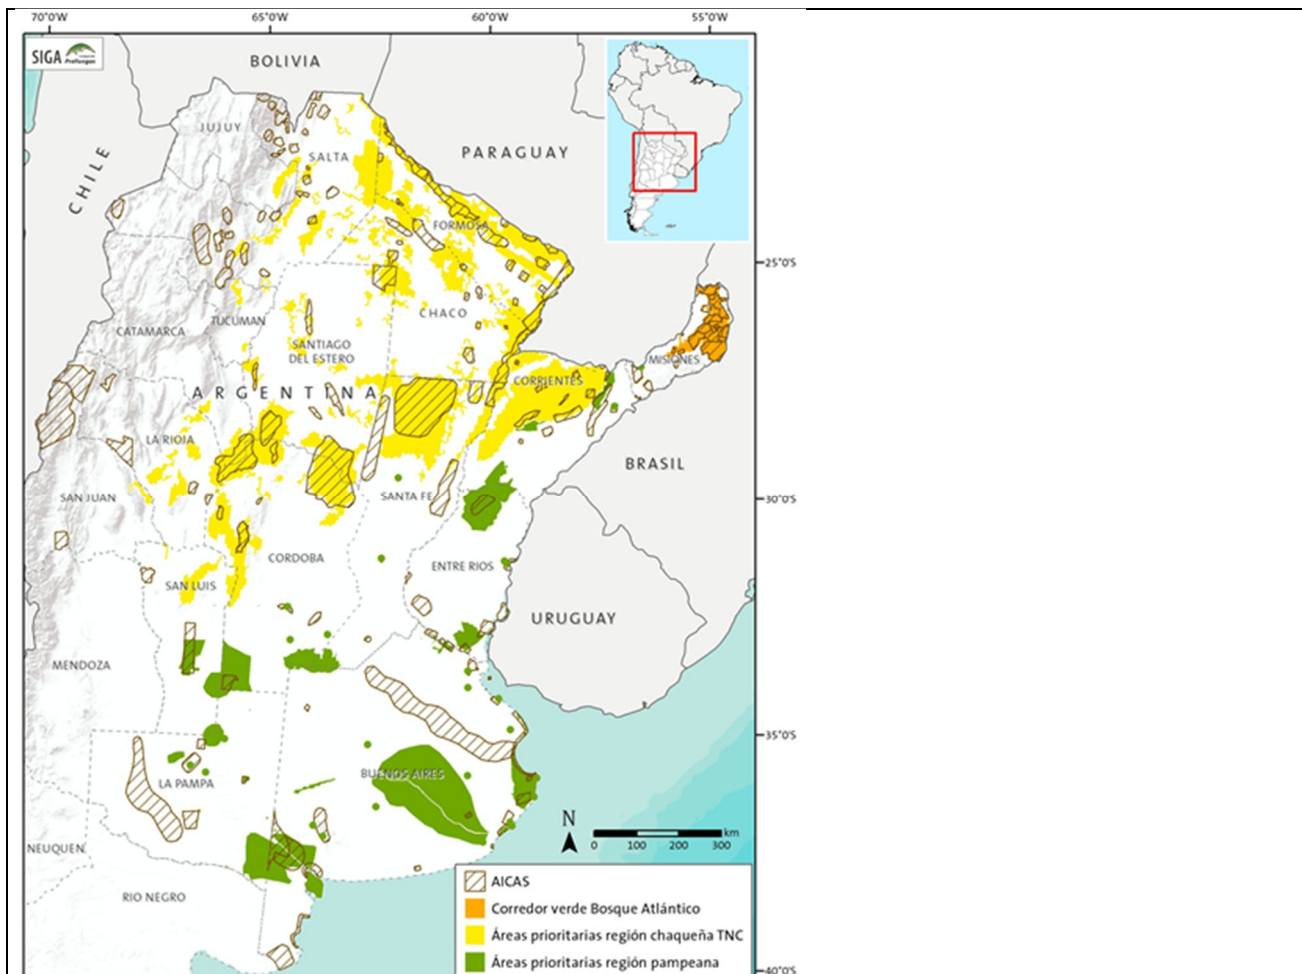 70°0'W 65°0'W 60°0'W 55°0'W
SIGA
ProYungas
BOLIVIA
JUJUY
PARAGUAY
SALTA
CHILE
FORMOSA
25°0'S
CHACO
TUCUMAN
CATAMARCA
SANTIAGO
DEL ESTERO
MISIONES
CORRIENTES
ARGENTINA
LA RIOJA
BRASIL
SAN JUAN
SANTA FE
30°0'S
CORDOBA
ENTRE RIOS
SAN LUIS
URUGUAY
MENDOZA
35°0'S
BUENOS AIRES
LA PAMPA
N
km
0 100 200 300
NEUQUEN
AICAS
RIO NEGRO
Corredor verde Bosque Atlántico
Áreas prioritarias región chaqueña TNC
Áreas prioritarias región pampeana
40°0'S